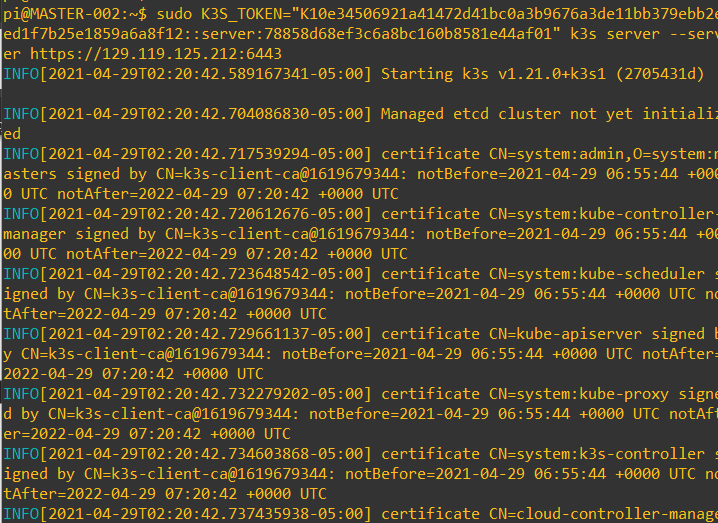 pi@MASTER-002:~$ sudo K3S_TOKEN="K10e34506921a41472d41bc0a3b9676a3de11bb379ebb2e
ed1f7b25e1859a6a8f12::server:78858d68ef3c6a8bc160b8581e44af01" k3s server --serv
er https://129.119.125.212:6443
INFO[2021-04-29T02:20:42.589167341-05:00] Starting k3s v1.21.0+k3s1 (2705431d)
INFO[2021-04-29T02:20:42.704086830-05:00] Managed etcd cluster not yet initializ
ed
INFO[2021-04-29T02:20:42.717539294-05:00] certificate CN=system:admin,O=system:m
asters signed by CN=k3s-client-ca@1619679344: notBefore=2021-04-29 06:55:44 +000
0 UTC notAfter=2022-04-29 07:20:42 +0000 UTC
INFO[2021-04-29T02:20:42.720612676-05:00] certificate CN=system:kube-controller-
manager signed by CN=k3s-client-ca@1619679344: notBefore=2021-04-29 06:55:44 +00
00 UTC notAfter=2022-04-29 07:20:42 +0000 UTC
INFO[2021-04-29T02:20:42.723648542-05:00] certificate CN=system:kube-scheduler s
igned by CN=k3s-client-ca@1619679344: notBefore=2021-04-29 06:55:44 +0000 UTC no
tAfter=2022-04-29 07:20:42 +0000 UTC
INFO[2021-04-29T02:20:42.729661137-05:00] certificate CN=kube-apiserver signed b
y CN=k3s-client-ca@1619679344: notBefore=2021-04-29 06:55:44 +0000 UTC notAfter=
2022-04-29 07:20:42 +0000 UTC
INFO[2021-04-29T02:20:42.732279202-05:00] certificate CN=system:kube-proxy signe
d by CN=k3s-client-ca@1619679344: notBefore=2021-04-29 06:55:44 +0000 UTC notAft
er=2022-04-29 07:20:42 +0000 UTC
INFO[2021-04-29T02:20:42.734603868-05:00] certificate CN=system:k3s-controller s
igned by CN=k3s-client-ca@1619679344: notBefore=2021-04-29 06:55:44 +0000 UTC no
tAfter=2022-04-29 07:20:42 +0000 UTC
INFO[2021-04-29T02:20:42.737435938-05:00] certificate CN=cloud-controller-manage